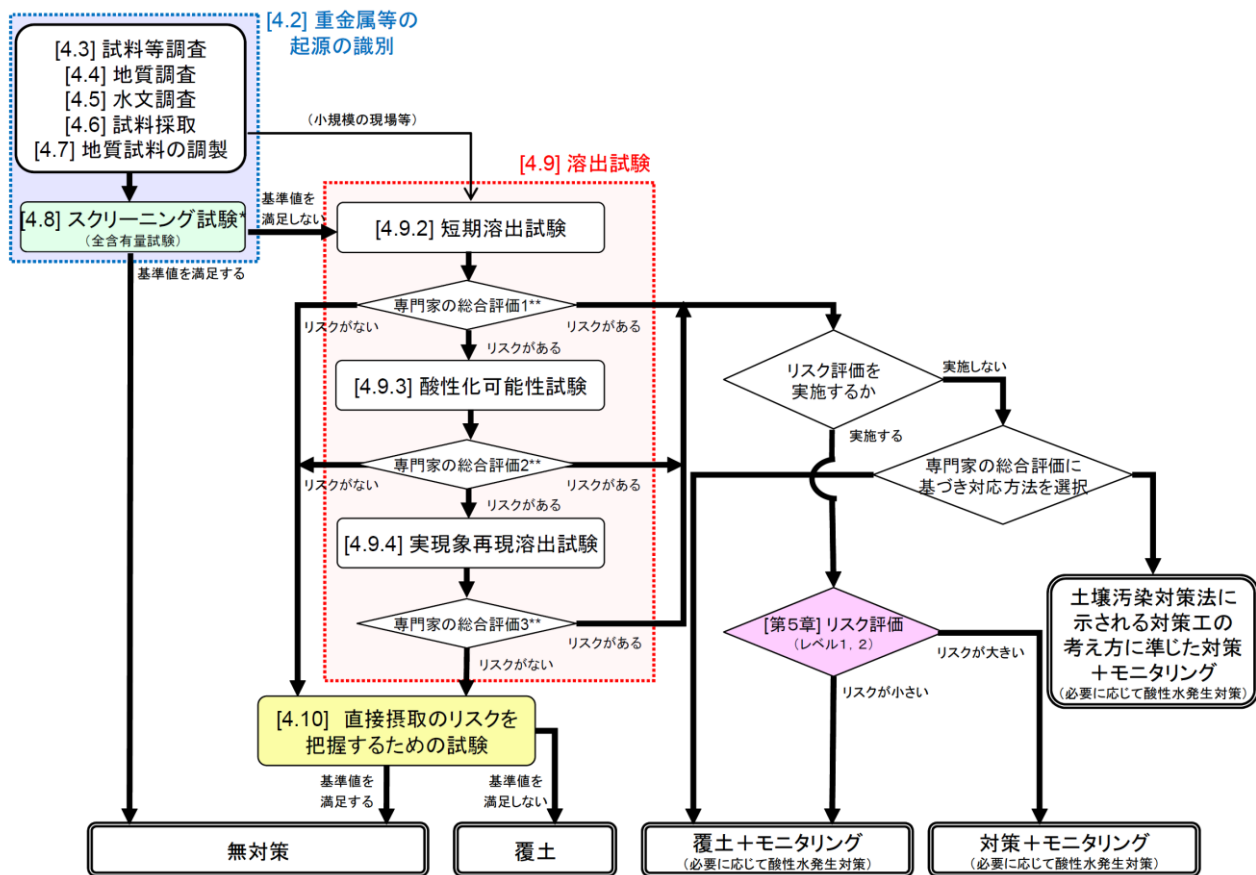 [4.2] 重金属等の
起源の識別
[4.3] 試料等調査
[4.4] 地質調査
[4.5] 水文調査
[4.6] 試料採取
[4.7] 地質試料の調製
(小規模の現場等)
[4.9] 溶出試験
[4.8] スクリーニング試験*
(全含有量試験)
基準値を
満足しない
基準値を満足する
[4.9.2] 短期溶出試験
専門家の総合評価1**
リスクがない
リスクがある
リスクがある
[4.9.3] 酸性化可能性試験
専門家の総合評価2**
リスクがない
リスクがある
リスクがある
[4.9.4] 実現象再現溶出試験
専門家の総合評価3**
リスクがある
リスクがない
リスク評価を
実施するか
実施しない
実施する
専門家の総合評価に
基づき対応方法を選択
[第5章] リスク評価
(レベル1, 2)
リスクが大きい
リスクが小さい
土壌汚染対策法に
示される対策工の
考え方に準じた対策
+モニタリング
(必要に応じて酸性水発生対策)
[4.10] 直接摂取のリスクを
把握するための試験
基準値を
満足する
基準値を
満足しない
無対策
覆土
覆土+モニタリング
(必要に応じて酸性水発生対策)
対策+モニタリング
(必要に応じて酸性水発生対策)